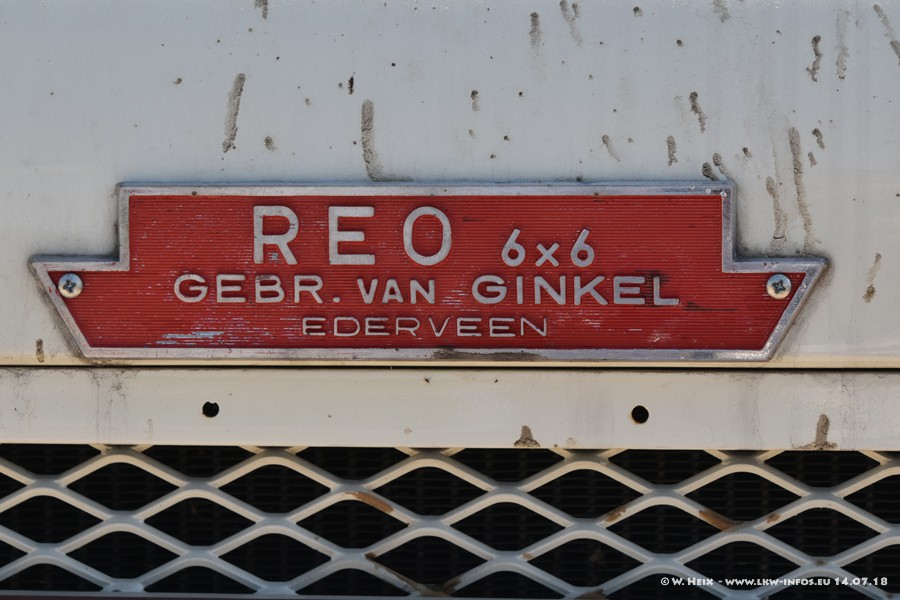 REO 6x6
GEBR. VAN GINKEL
EDERVEEN
© W. Heix - www.lkw-infos.eu 14.07.18